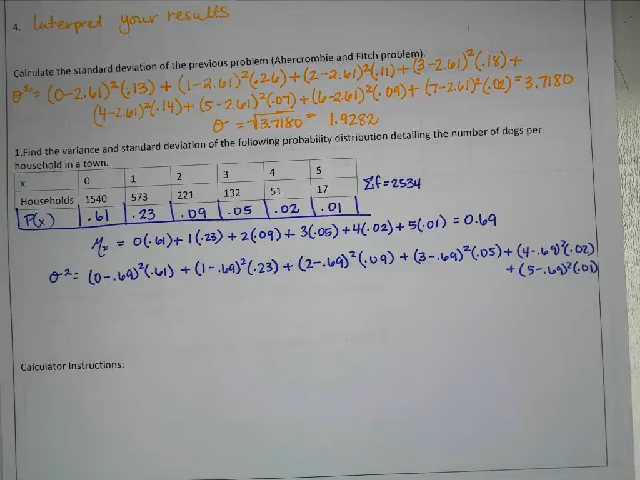 4. Interpret your results
Calculate the standard deviation of the previous problem (Abercrombie and Fitch problem).
σ² = (0-2.61)²(.13) + (1-2.61)²(.26) + (2-2.61)²(.11) + (3-2.61)²(.18) +
(4-2.61)²(.14) + (5-2.61)²(.07) + (6-2.61)²(.09) + (7-2.61)²(.02) = 3.7180
σ = √3.7180 = 1.9282
1.Find the variance and standard deviation of the following probability distribution detailing the number of dogs per
household in a town.
x 0 1 2 3 4 5
Households 1540 573 221 132 51 17 Σf = 2534
P(x) .61 .23 .09 .05 .02 .01
μx = 0(.61) + 1(.23) + 2(.09) + 3(.05) + 4(.02) + 5(.01) = 0.69
σ² = (0-.69)²(.61) + (1-.69)²(.23) + (2-.69)²(.09) + (3-.69)²(.05) + (4-.69)²(.02)
+ (5-.69)²(.01)
Calculator Instructions: